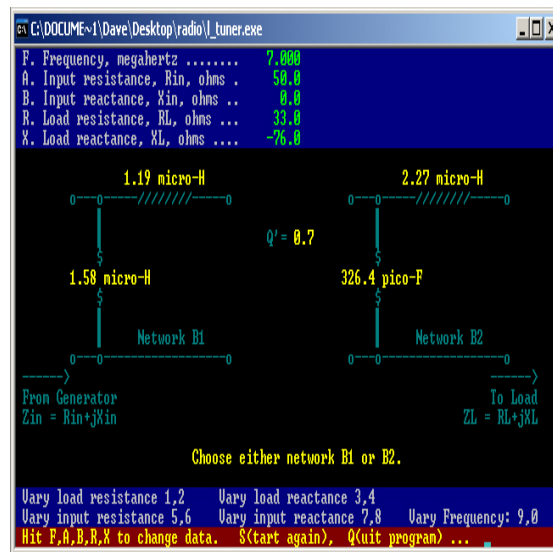 C:\DOCUME~1\Dave\Desktop\radio\l_tuner.exe
F. Frequency, megahertz ........ 7.000
A. Input resistance, Rin, ohms . 50.0
B. Input reactance, Xin, ohms .. 0.0
R. Load resistance, RL, ohms ... 33.0
X. Load reactance, XL, ohms .... -76.0
1.19 micro-H 2.27 micro-H
o---o-----////////-----o o---o-----////////-----o
Q'= 0.7
$ $
1.58 micro-H 326.4 pico-F
$ $
Network B1 Network B2
o---o------------------o o---o------------------o
------> ------>
From Generator To Load
Zin = Rin+jXin ZL = RL+jXL
Choose either network B1 or B2.
Vary load resistance 1,2 Vary load reactance 3,4
Vary input resistance 5,6 Vary input reactance 7,8 Vary Frequency: 9,0
Hit F,A,B,R,X to change data. S(tart again), Q(uit program) ...